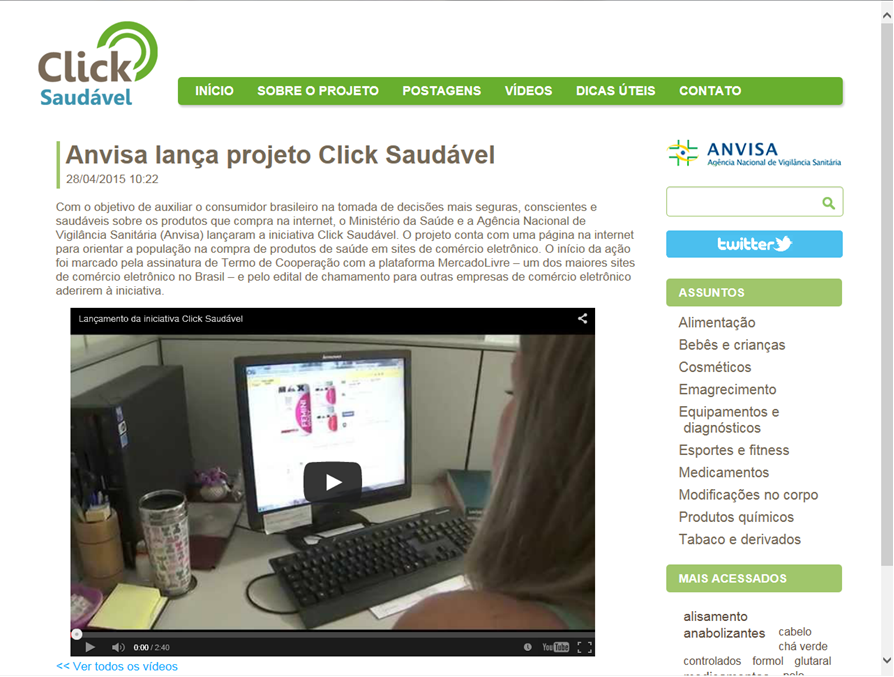 Click
Saudável
INÍCIO SOBRE O PROJETO POSTAGENS VÍDEOS DICAS ÚTEIS CONTATO
Anvisa lança projeto Click Saudável
28/04/2015 10:22
Com o objetivo de auxiliar o consumidor brasileiro na tomada de decisões mais seguras, conscientes e
saudáveis sobre os produtos que compra na internet, o Ministério da Saúde e a Agência Nacional de
Vigilância Sanitária (Anvisa) lançaram a iniciativa Click Saudável. O projeto conta com uma página na internet
para orientar a população na compra de produtos de saúde em sites de comércio eletrônico. O início da ação
foi marcado pela assinatura de Termo de Cooperação com a plataforma MercadoLivre – um dos maiores sites
de comércio eletrônico no Brasil – e pelo edital de chamamento para outras empresas de comércio eletrônico
aderirem à iniciativa.
Lançamento da iniciativa Click Saudável
lenovo
FEMINI
0:00 / 2:40
YouTube
<< Ver todos os vídeos
ANVISA
Agência Nacional de Vigilância Sanitária
twitter
ASSUNTOS
Alimentação
Bebês e crianças
Cosméticos
Emagrecimento
Equipamentos e
diagnósticos
Esportes e fitness
Medicamentos
Modificações no corpo
Produtos químicos
Tabaco e derivados
MAIS ACESSADOS
alisamento
anabolizantes cabelo
chá verde
controlados formol glutaral
medicamentos pele